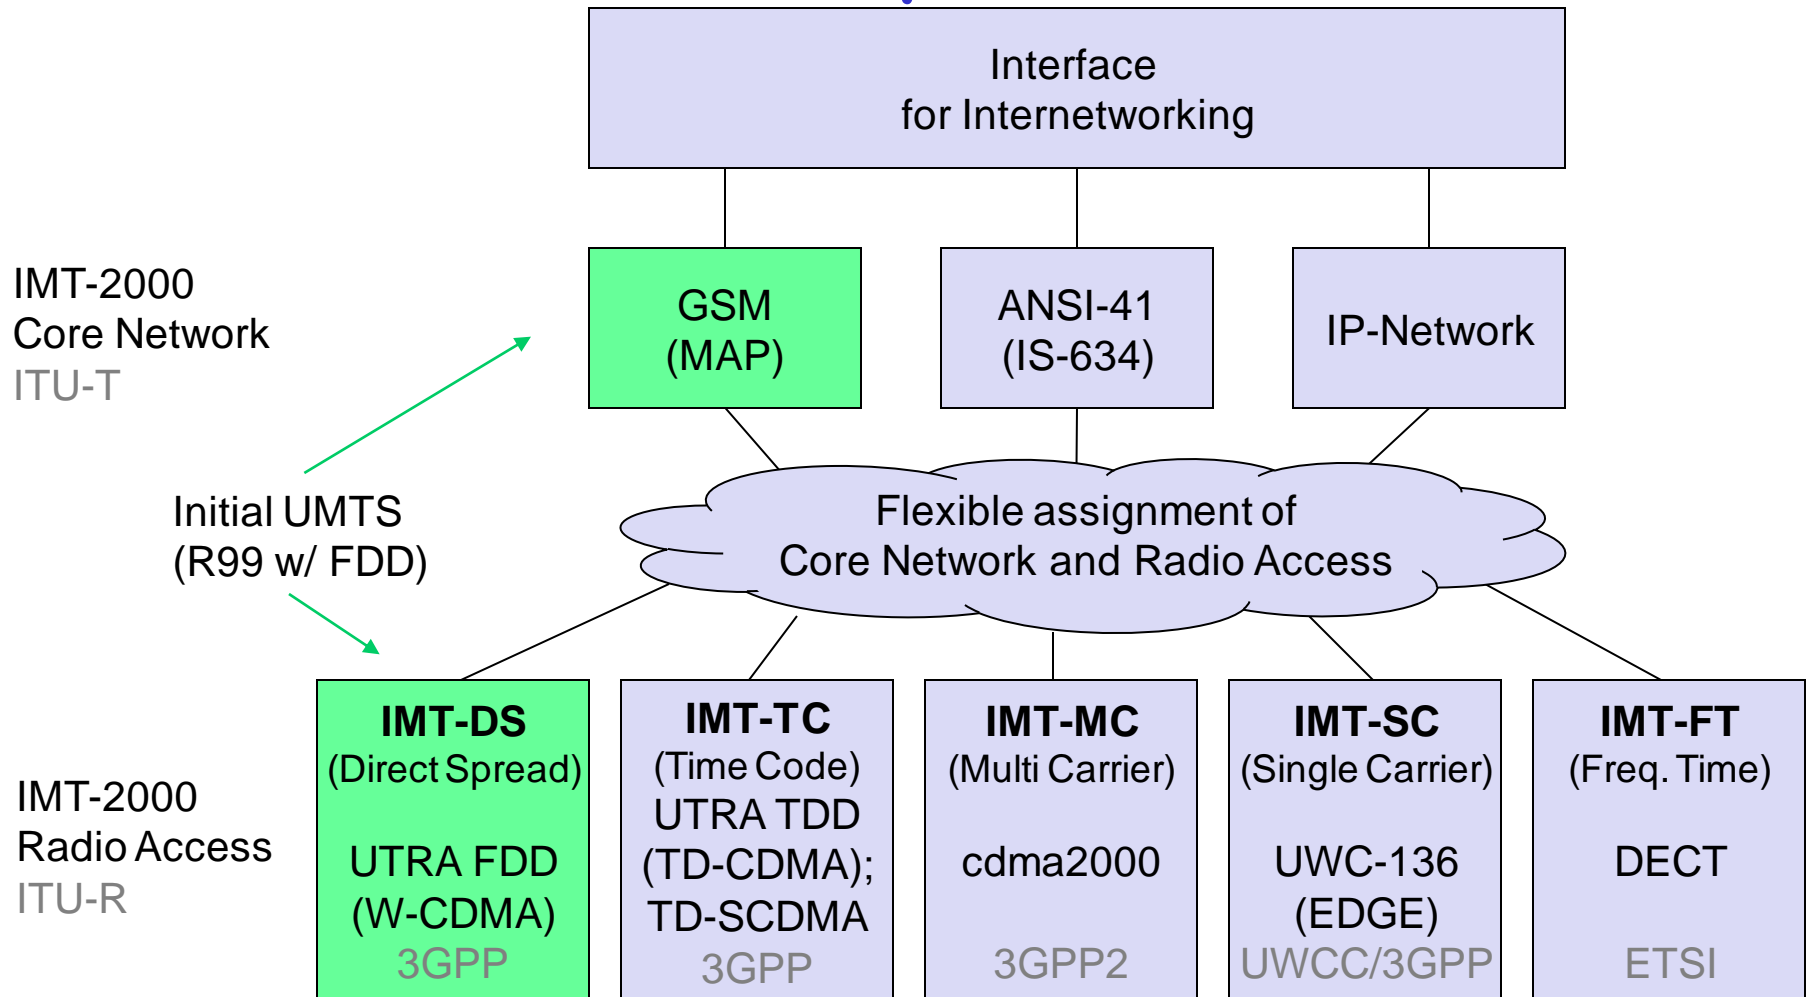 Interface
for Internetworking
IMT-2000
Core Network
ITU-T
GSM
(MAP)
ANSI-41
(IS-634)
IP-Network
Initial UMTS
(R99 w/ FDD)
Flexible assignment of
Core Network and Radio Access
IMT-2000
Radio Access
ITU-R
IMT-DS
(Direct Spread)
UTRA FDD
(W-CDMA)
3GPP
IMT-TC
(Time Code)
UTRA TDD
(TD-CDMA);
TD-SCDMA
3GPP
IMT-MC
(Multi Carrier)
cdma2000
3GPP2
IMT-SC
(Single Carrier)
UWC-136
(EDGE)
UWCC/3GPP
IMT-FT
(Freq. Time)
DECT
ETSI